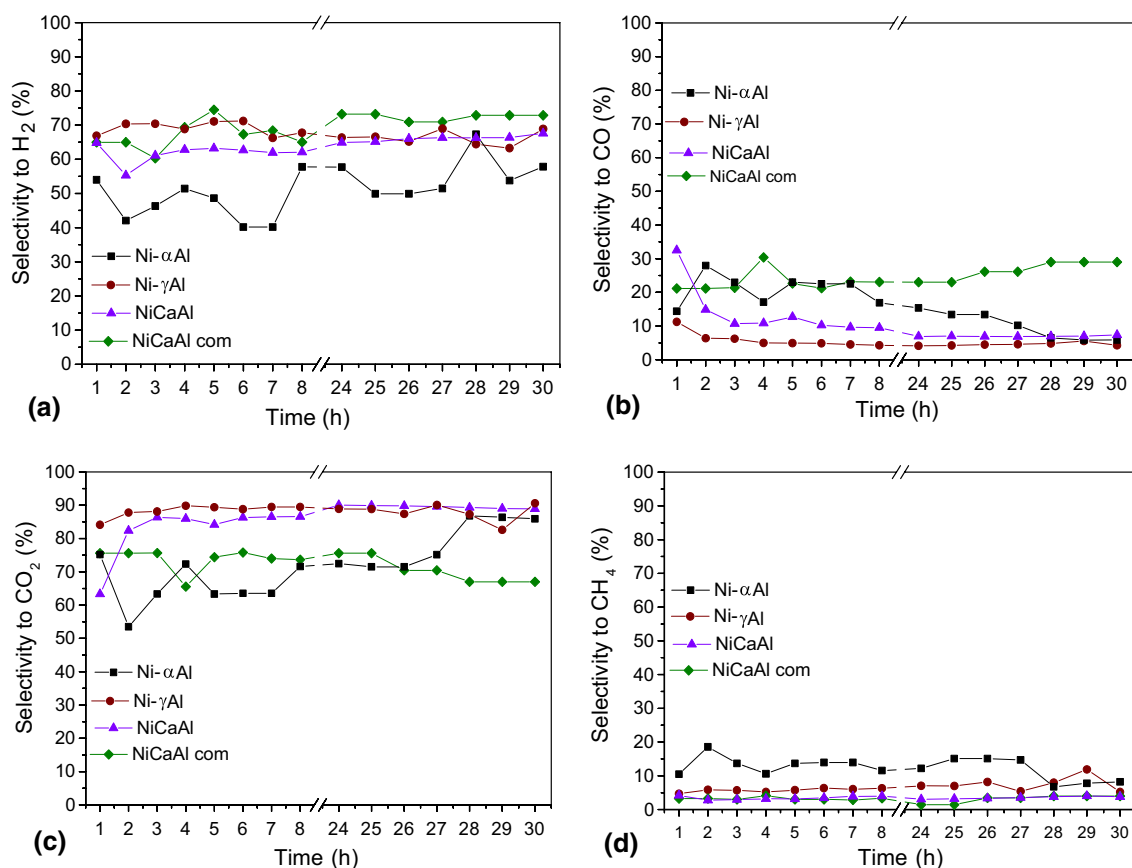 100
90
80
70
60
50
40
30
20
10
0
Selectivity to H2 (%)
Ni-αAl
Ni-γAl
NiCaAl
NiCaAl com
1 2 3 4 5 6 7 8 24 25 26 27 28 29 30
Time (h)
(a)
100
90
80
70
60
50
40
30
20
10
0
Selectivity to CO (%)
Ni-αAl
Ni-γAl
NiCaAl
NiCaAl com
1 2 3 4 5 6 7 8 24 25 26 27 28 29 30
Time (h)
(b)
100
90
80
70
60
50
40
30
20
10
0
Selectivity to CO2 (%)
Ni-αAl
Ni-γAl
NiCaAl
NiCaAl com
1 2 3 4 5 6 7 8 24 25 26 27 28 29 30
Time (h)
(c)
100
90
80
70
60
50
40
30
20
10
0
Selectivity to CH4 (%)
Ni-αAl
Ni-γAl
NiCaAl
NiCaAl com
1 2 3 4 5 6 7 8 24 25 26 27 28 29 30
Time (h)
(d)